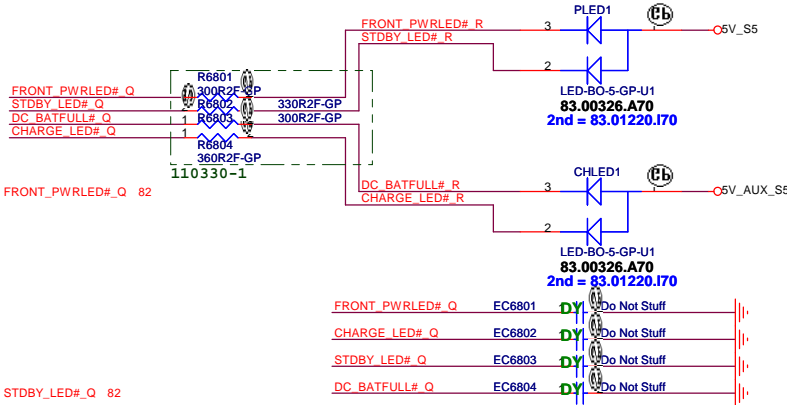 PLED1
FRONT_PWRLED#_R 3 5V_S5
STDBY_LED#_R
2
LED-BO-5-GP-U1
83.00326.A70
2nd = 83.01220.I70
R6801
FRONT_PWRLED#_Q 300R2F-GP
STDBY_LED#_Q R6802 330R2F-GP
DC_BATFULL#_Q 1 R6803 300R2F-GP
CHARGE_LED#_Q 1
R6804
360R2F-GP
110330-1
CHLED1
DC_BATFULL#_R 3 5V_AUX_S5
CHARGE_LED#_R
2
FRONT_PWRLED#_Q 82
LED-BO-5-GP-U1
83.00326.A70
2nd = 83.01220.I70
FRONT_PWRLED#_Q EC6801 DY Do Not Stuff
CHARGE_LED#_Q EC6802 DY Do Not Stuff
STDBY_LED#_Q EC6803 DY Do Not Stuff
DC_BATFULL#_Q EC6804 DY Do Not Stuff
STDBY_LED#_Q 82